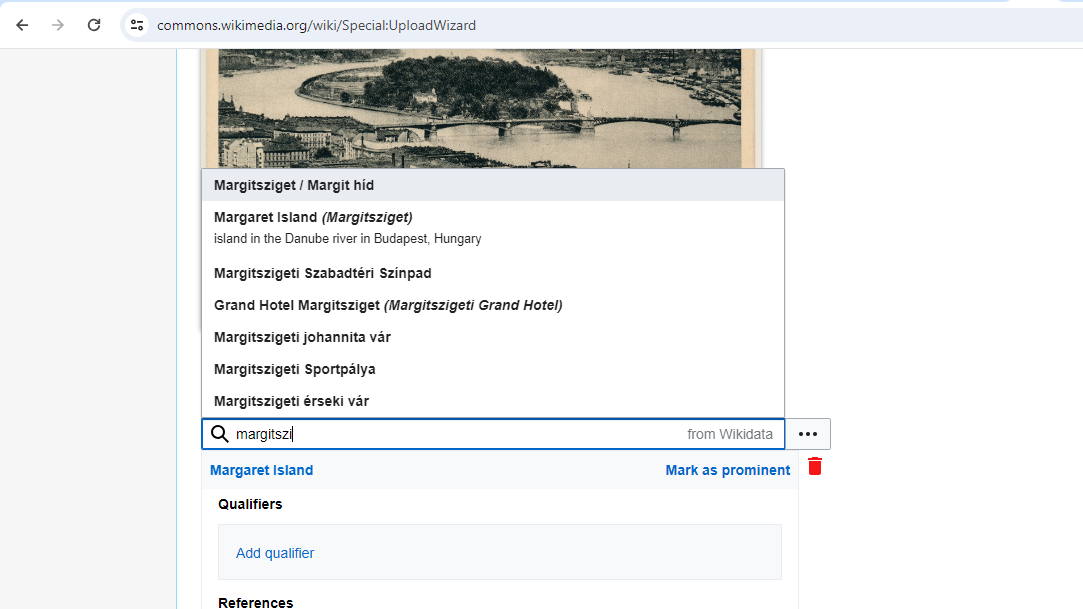 commons.wikimedia.org/wiki/Special:UploadWizard
Margitsziget / Margit híd
Margaret Island (Margitsziget)
island in the Danube river in Budapest, Hungary
Margitszigeti Szabadtéri Színpad
Grand Hotel Margitsziget (Margitszigeti Grand Hotel)
Margitszigeti johannita vár
Margitszigeti Sportpálya
Margitszigeti érseki vár
margitszi from Wikidata
Margaret Island Mark as prominent
Qualifiers
Add qualifier
References